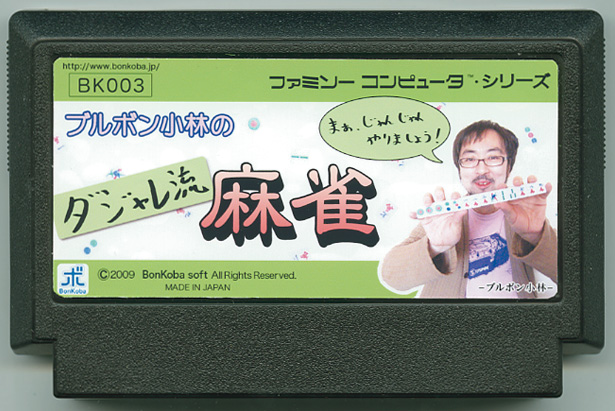 http://www.bonkoba.jp/
BK003
ファミソー コンピュータ™・シリーズ
ブルボン小林の
まぁ、じゃんじゃん
やりましょう！
ダジャレ流
麻雀
ボ
BonKoba
©2009 BonKoba soft All Rights Reserved.
MADE IN JAPAN
−ブルボン小林−